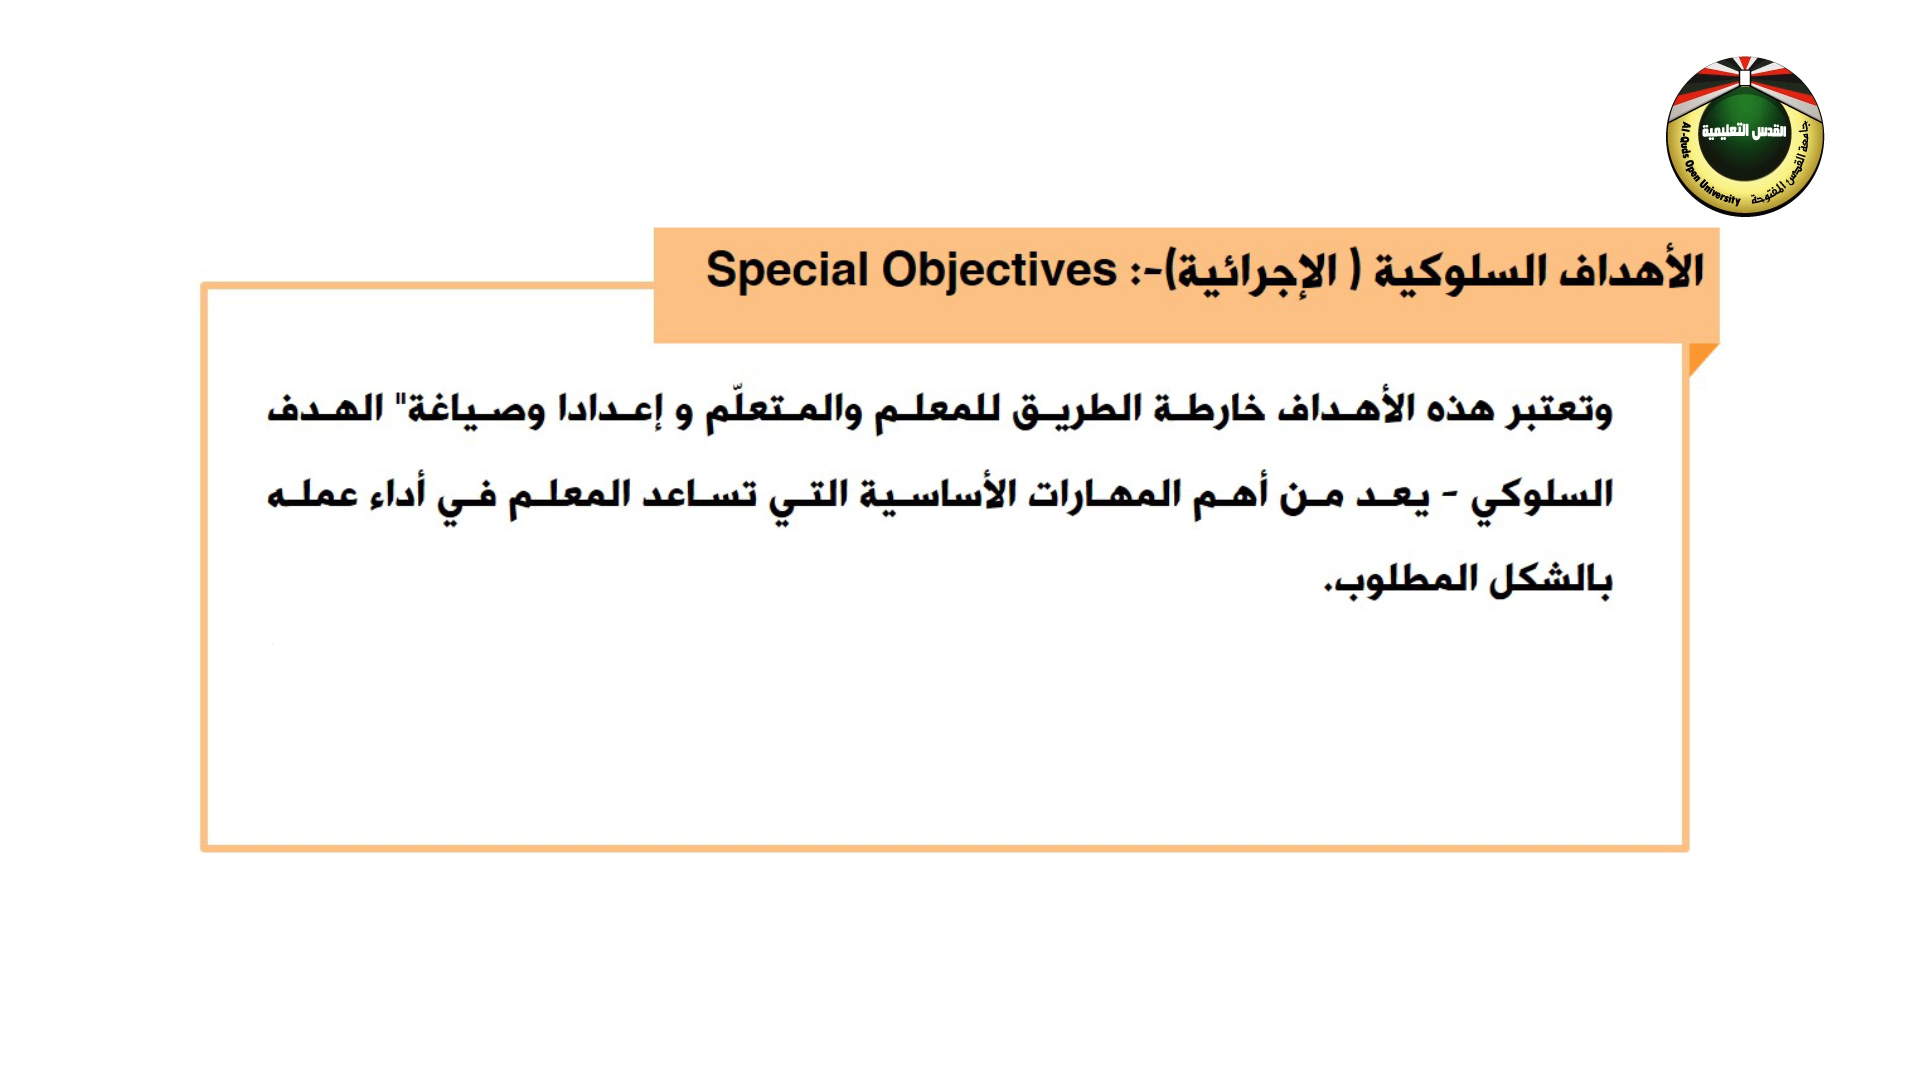 القدس التعليمية
Al-Quds Open University
جامعة القدس المفتوحة
الأهداف السلوكية ( الإجرائية)-: Special Objectives
وتعتبر هذه الأهداف خارطة الطريق للمعلم والمتعلّم و إعدادا وصياغة" الهدف
السلوكي - يعد من أهم المهارات الأساسية التي تساعد المعلم في أداء عمله
بالشكل المطلوب.